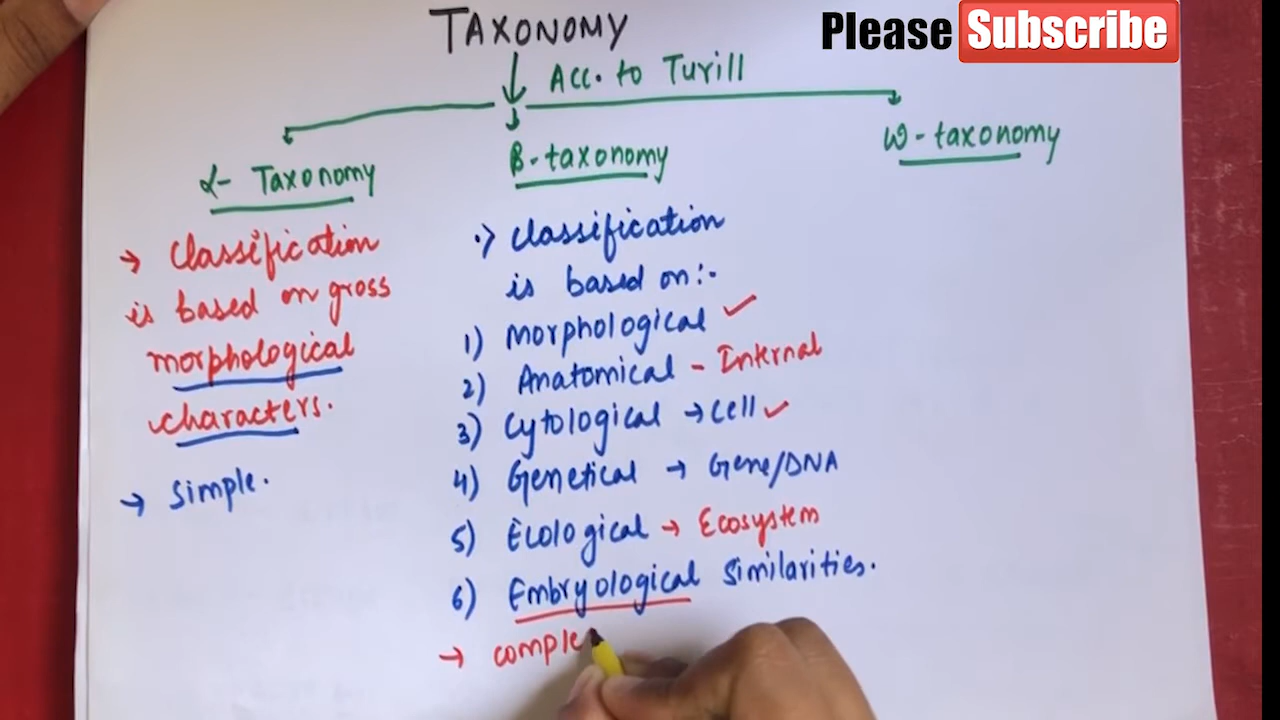 TAXONOMY
Please Subscribe
Acc. to Turill
α- Taxonomy
β-taxonomy
ω-taxonomy
→ Classification
is based on gross
morphological
characters.
→ Simple.
·> Classification
is based on:-
1) Morphological ✓
2) Anatomical - Internal
3) Cytological → Cell ✓
4) Genetical → Gene/DNA
5) Ecological → Ecosystem
6) Embryological Similarities.
→ comple